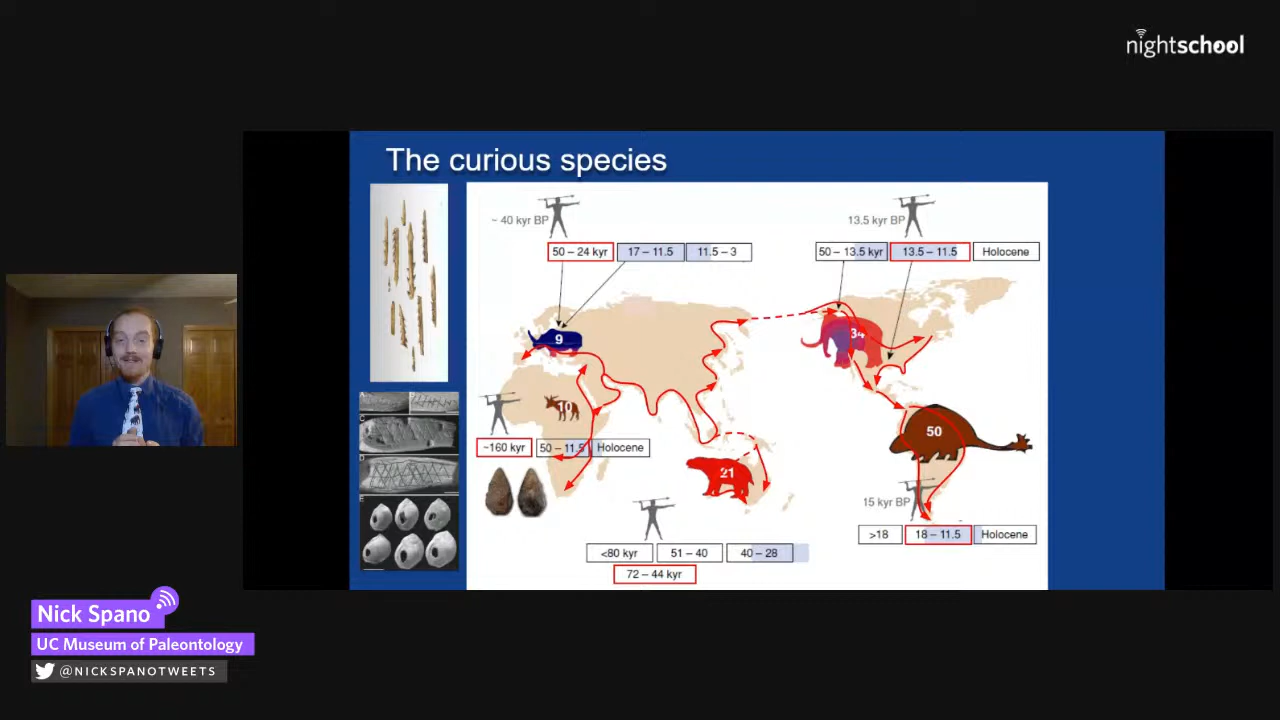 nightschool
The curious species
~ 40 kyr BP
50 – 24 kyr
17 – 11.5
11.5 – 3
13.5 kyr BP
50 – 13.5 kyr
13.5 – 11.5
Holocene
9
34
10
~160 kyr
50 – 11.5
Holocene
50
21
15 kyr BP
>18
18 – 11.5
Holocene
<80 kyr
51 – 40
40 – 28
72 – 44 kyr
Nick Spano
UC Museum of Paleontology
@NICKSPANOTWEETS